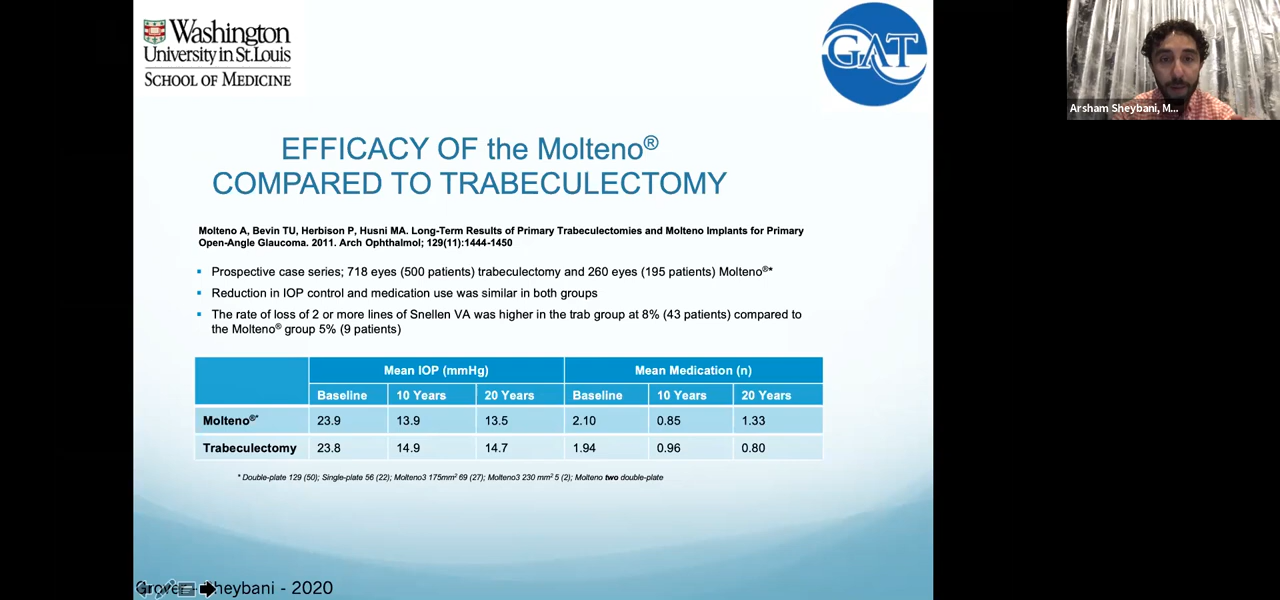 Washington
University in St. Louis
SCHOOL OF MEDICINE
GAT
Arsham Sheybani, M...
EFFICACY OF the Molteno®
COMPARED TO TRABECULECTOMY
Molteno A, Bevin TU, Herbison P, Husni MA. Long-Term Results of Primary Trabeculectomies and Molteno Implants for Primary
Open-Angle Glaucoma. 2011. Arch Ophthalmol; 129(11):1444-1450
▪ Prospective case series; 718 eyes (500 patients) trabeculectomy and 260 eyes (195 patients) Molteno®*
▪ Reduction in IOP control and medication use was similar in both groups
▪ The rate of loss of 2 or more lines of Snellen VA was higher in the trab group at 8% (43 patients) compared to
the Molteno® group 5% (9 patients)
Mean IOP (mmHg) Mean Medication (n)
Baseline 10 Years 20 Years Baseline 10 Years 20 Years
Molteno®* 23.9 13.9 13.5 2.10 0.85 1.33
Trabeculectomy 23.8 14.9 14.7 1.94 0.96 0.80
* Double-plate 129 (50); Single-plate 56 (22); Molteno3 175mm² 69 (27); Molteno3 230 mm² 5 (2); Molteno two double-plate
- 2020